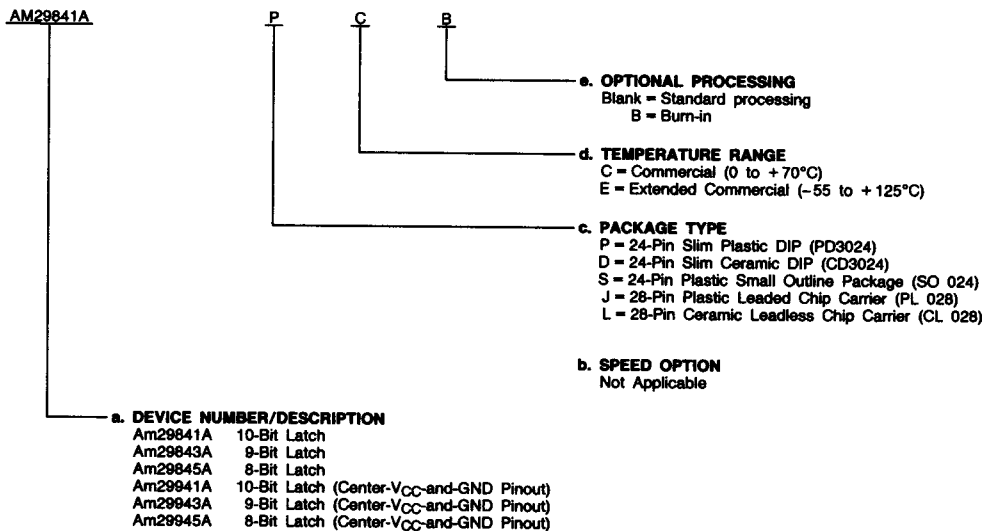 AM29841A P C B
e. OPTIONAL PROCESSING
Blank = Standard processing
B = Burn-in
d. TEMPERATURE RANGE
C = Commercial (0 to +70°C)
E = Extended Commercial (-55 to +125°C)
c. PACKAGE TYPE
P = 24-Pin Slim Plastic DIP (PD3024)
D = 24-Pin Slim Ceramic DIP (CD3024)
S = 24-Pin Plastic Small Outline Package (SO 024)
J = 28-Pin Plastic Leaded Chip Carrier (PL 028)
L = 28-Pin Ceramic Leadless Chip Carrier (CL 028)
b. SPEED OPTION
Not Applicable
a. DEVICE NUMBER/DESCRIPTION
Am29841A 10-Bit Latch
Am29843A 9-Bit Latch
Am29845A 8-Bit Latch
Am29941A 10-Bit Latch (Center-VCC-and-GND Pinout)
Am29943A 9-Bit Latch (Center-VCC-and-GND Pinout)
Am29945A 8-Bit Latch (Center-VCC-and-GND Pinout)